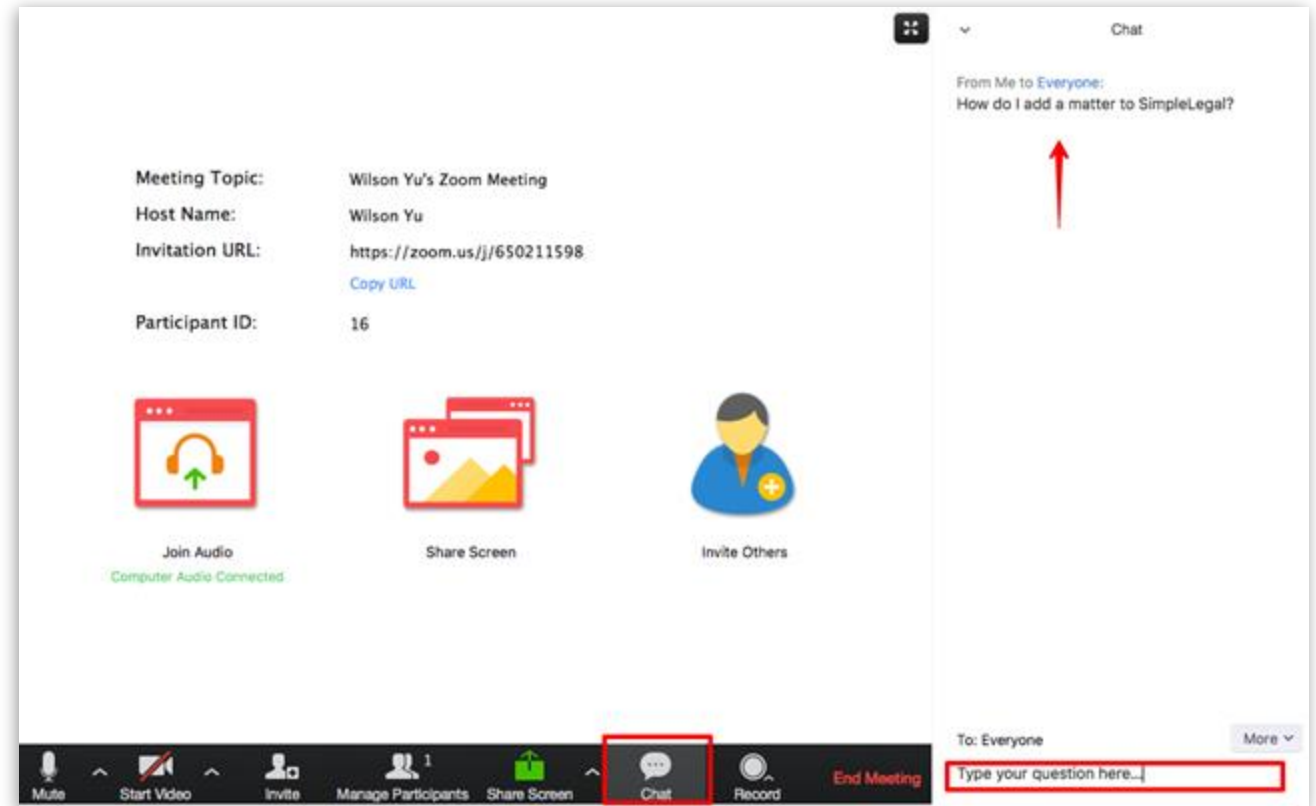 Chat
From Me to Everyone:
How do I add a matter to SimpleLegal?
Meeting Topic: Wilson Yu's Zoom Meeting
Host Name: Wilson Yu
Invitation URL: https://zoom.us/j/650211598
Copy URL
Participant ID: 16
Join Audio
Computer Audio Connected
Share Screen
Invite Others
To: Everyone
More
Type your question here...
Mute
Start Video
Invite
1
Manage Participants
Share Screen
Chat
Record
End Meeting